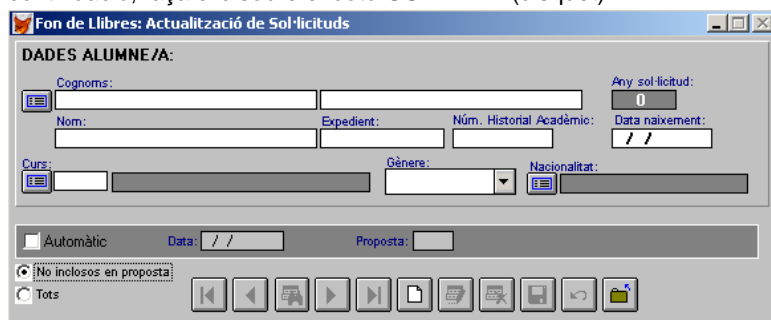 Fon de Llibres: Actualització de Sol·licituds
DADES ALUMNE/A:
Cognoms:
Any sol·licitud:
0
Nom:
Expedient:
Núm. Historial Acadèmic:
Data naixement:
/ /
Curs:
Gènere:
Nacionalitat:
Automàtic
Data: / /
Proposta:
No inclosos en proposta
Tots